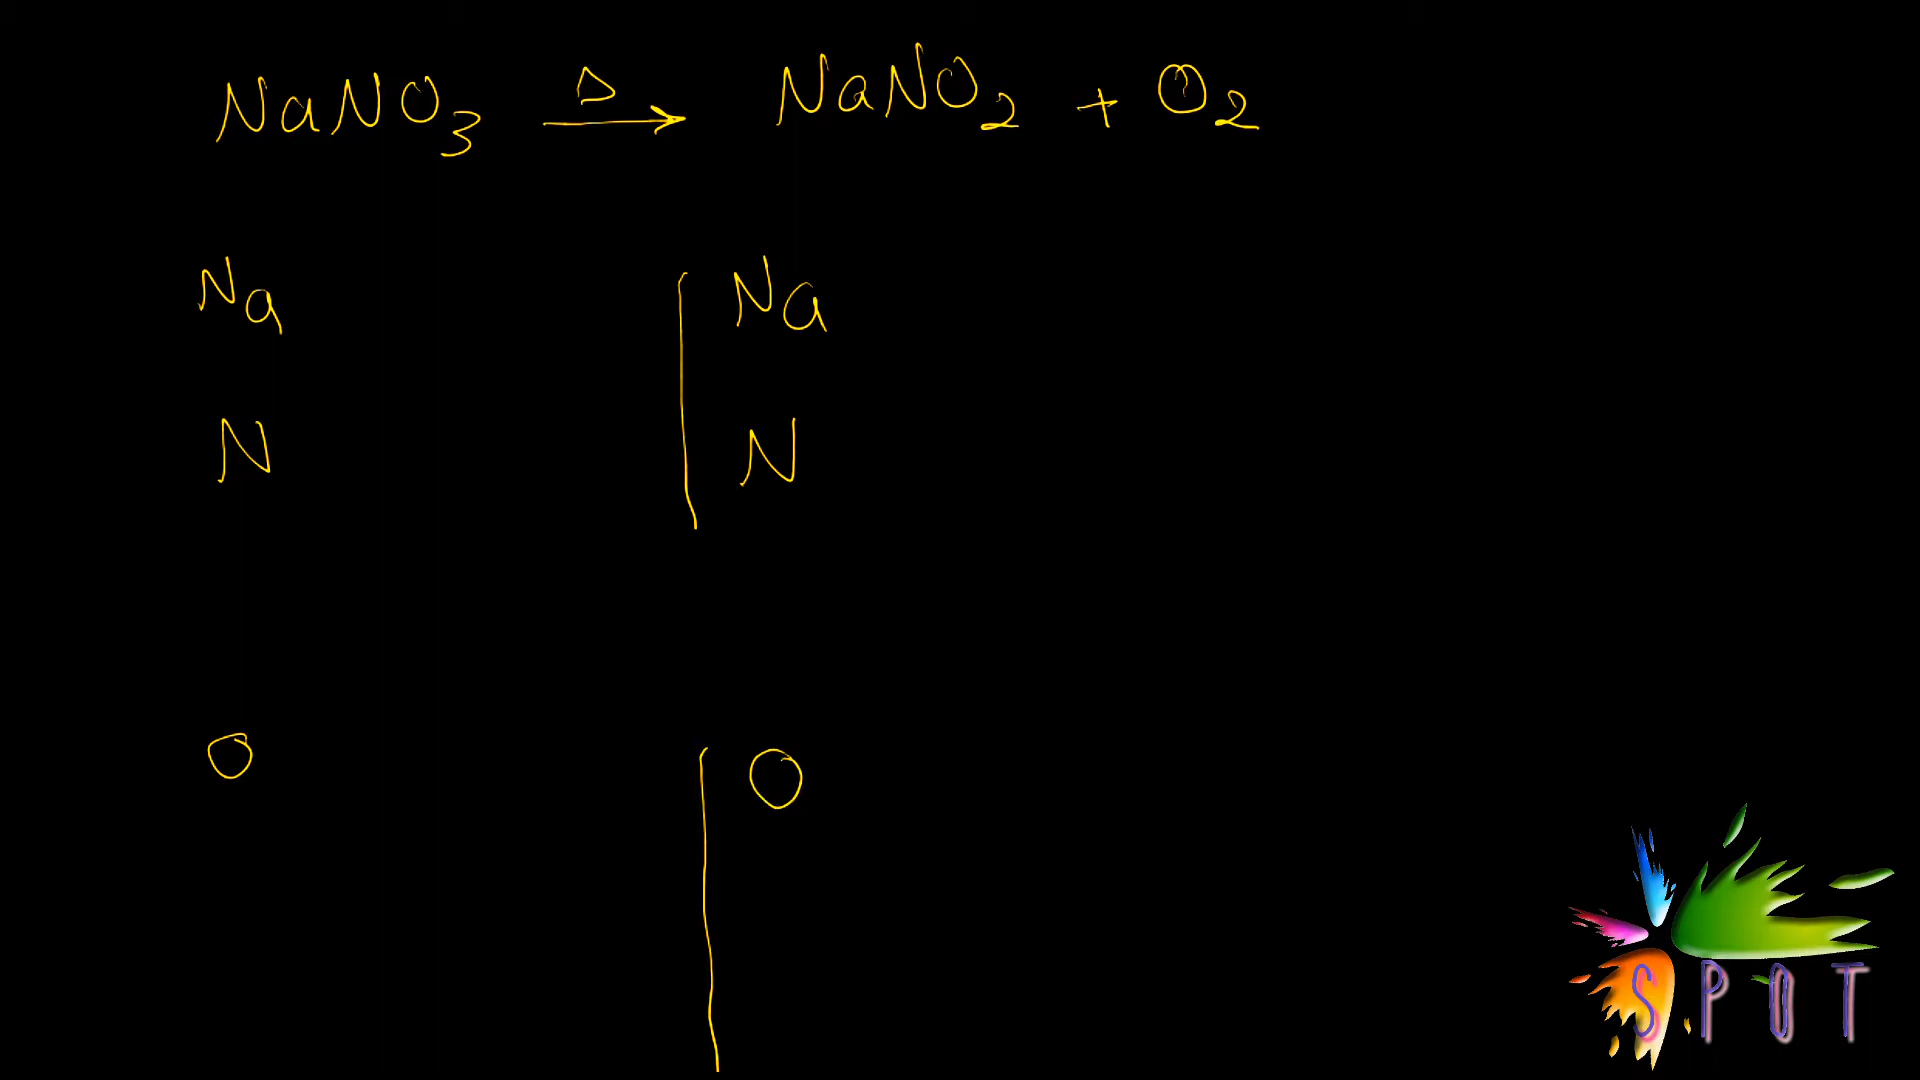 NaNO₃ —Δ→ NaNO₂ + O₂
Na | Na
N | N
O | O
SPOT